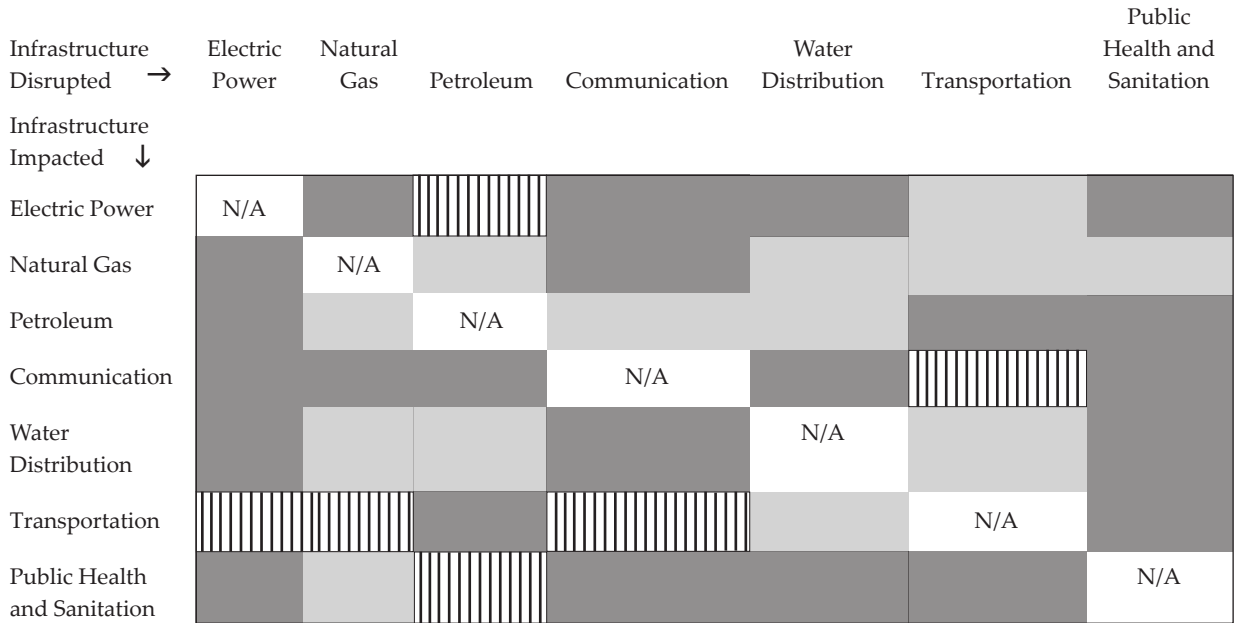 Public
Infrastructure Electric Natural Water Health and
Disrupted → Power Gas Petroleum Communication Distribution Transportation Sanitation
Infrastructure
Impacted ↓
Electric Power N/A
Natural Gas N/A
Petroleum N/A
Communication N/A
Water N/A
Distribution
Transportation N/A
Public Health N/A
and Sanitation